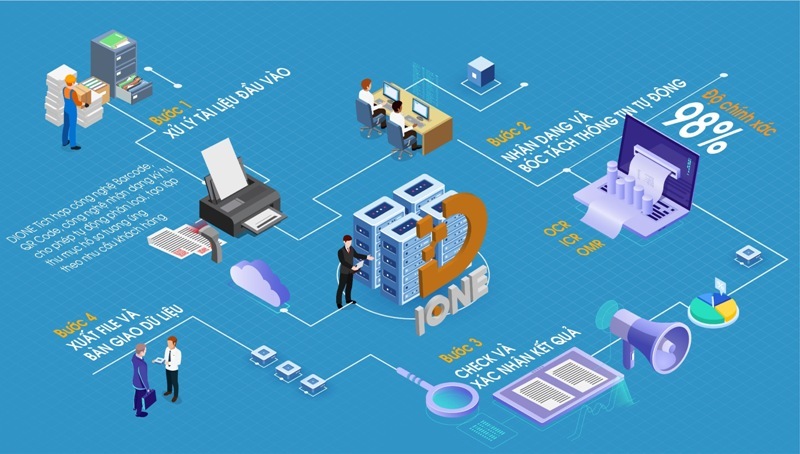 Bước 1
XỬ LÝ TÀI LIỆU ĐẦU VÀO
DIONE Tích hợp công nghệ Barcode,
QR Code, công nghệ nhận dạng ký tự
cho phép tự động phân loại, tạo lập
thư mục hồ sơ tương ứng
theo nhu cầu khách hàng
Bước 2
NHẬN DẠNG VÀ
BÓC TÁCH THÔNG TIN TỰ ĐỘNG
Độ chính xác
98%
OCR
ICR
OMR
D
IONE
Bước 3
CHECK VÀ
XÁC NHẬN KẾT QUẢ
Bước 4
XUẤT FILE VÀ
BÀN GIAO DỮ LIỆU